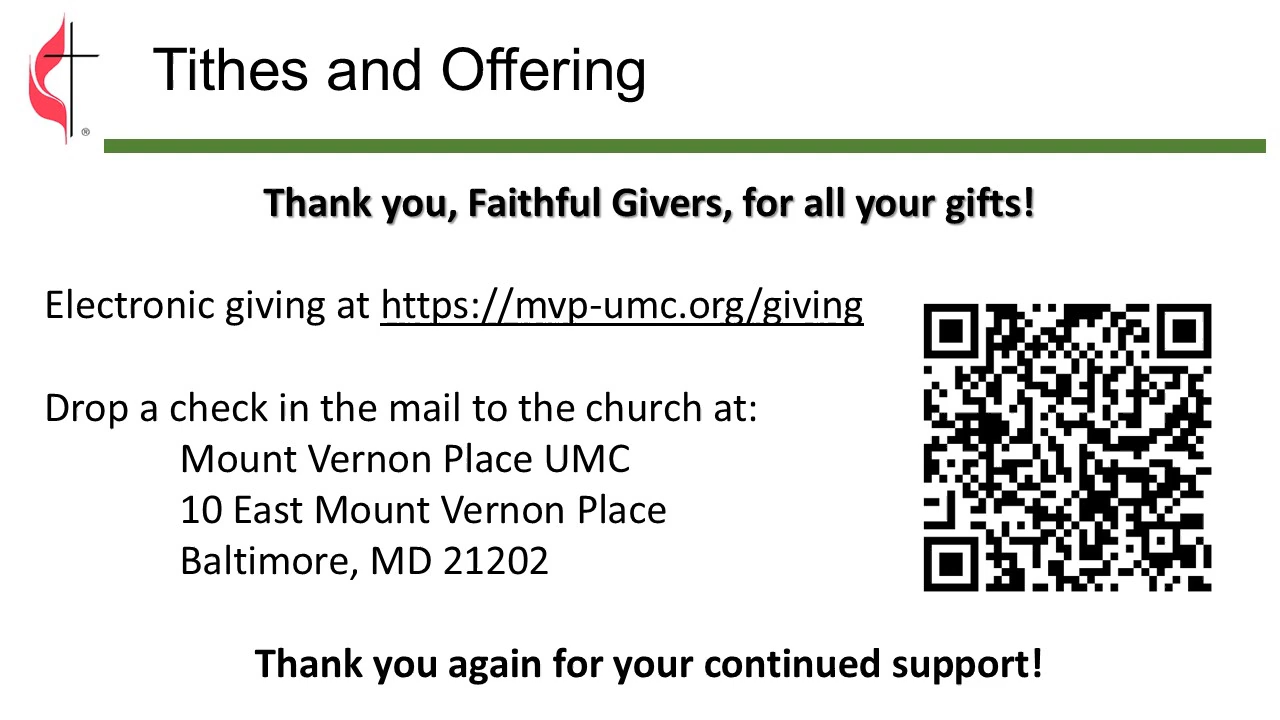 Tithes and Offering
®
Thank you, Faithful Givers, for all your gifts!
Electronic giving at https://mvp-umc.org/giving
Drop a check in the mail to the church at:
Mount Vernon Place UMC
10 East Mount Vernon Place
Baltimore, MD 21202
Thank you again for your continued support!